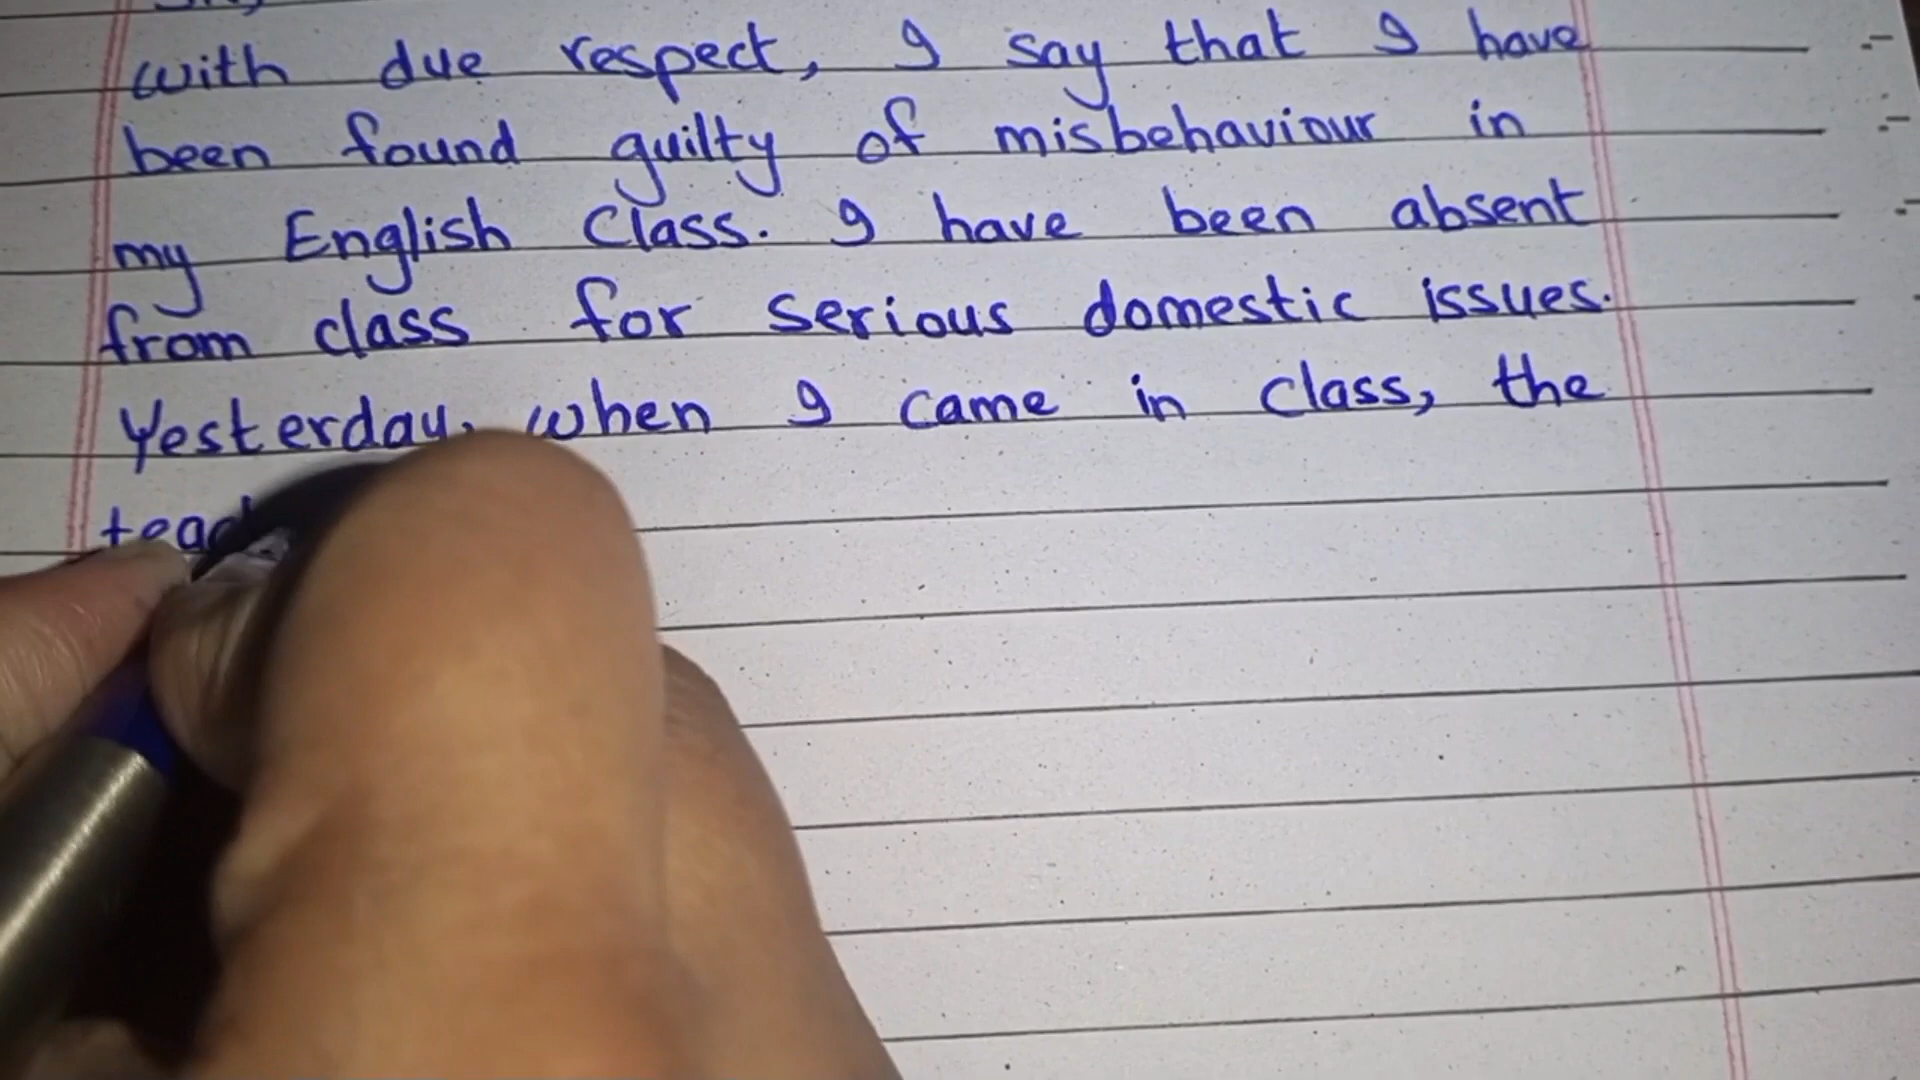 with due respect, I say that I have
been found guilty of misbehaviour in
my English Class. I have been absent
from class for serious domestic issues.
Yesterday, when I came in class, the